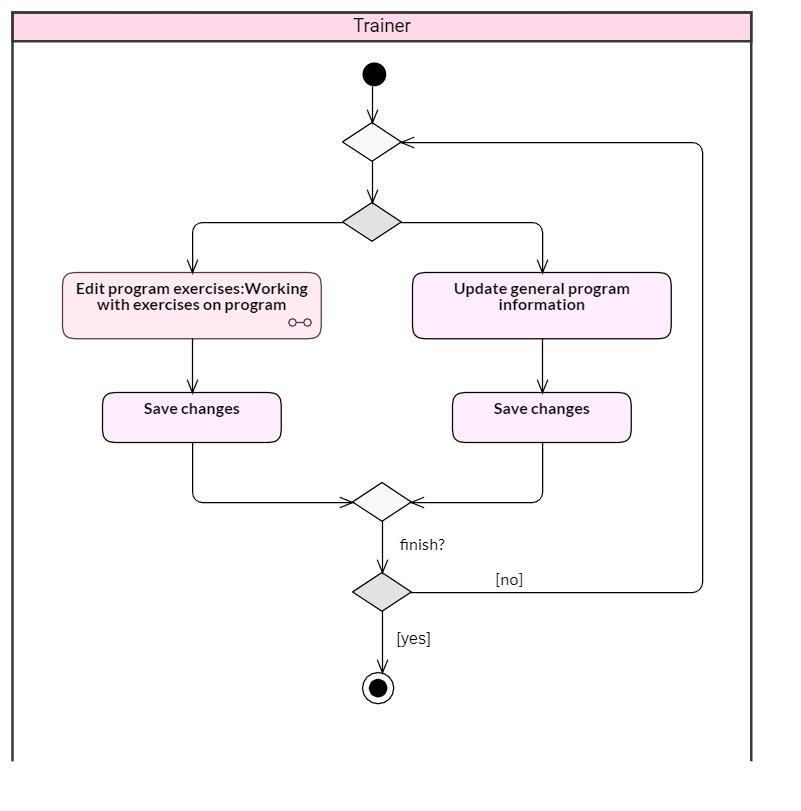 Trainer
Edit program exercises:Working
with exercises on program
Update general program
information
Save changes
Save changes
finish?
[no]
[yes]